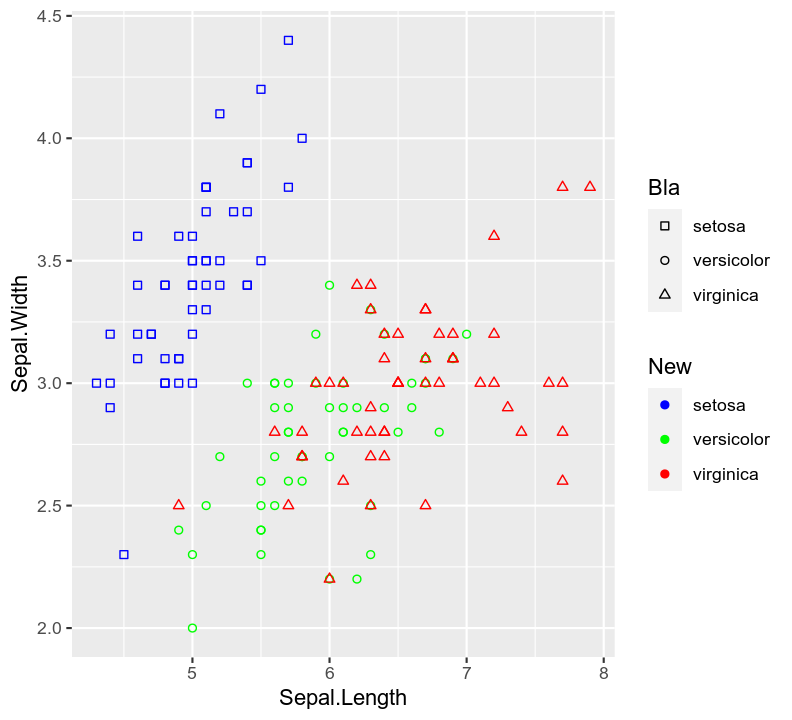 4.5
4.0
3.5
3.0
2.5
2.0
Sepal.Width
5 6 7 8
Sepal.Length
Bla
setosa
versicolor
virginica
New
setosa
versicolor
virginica